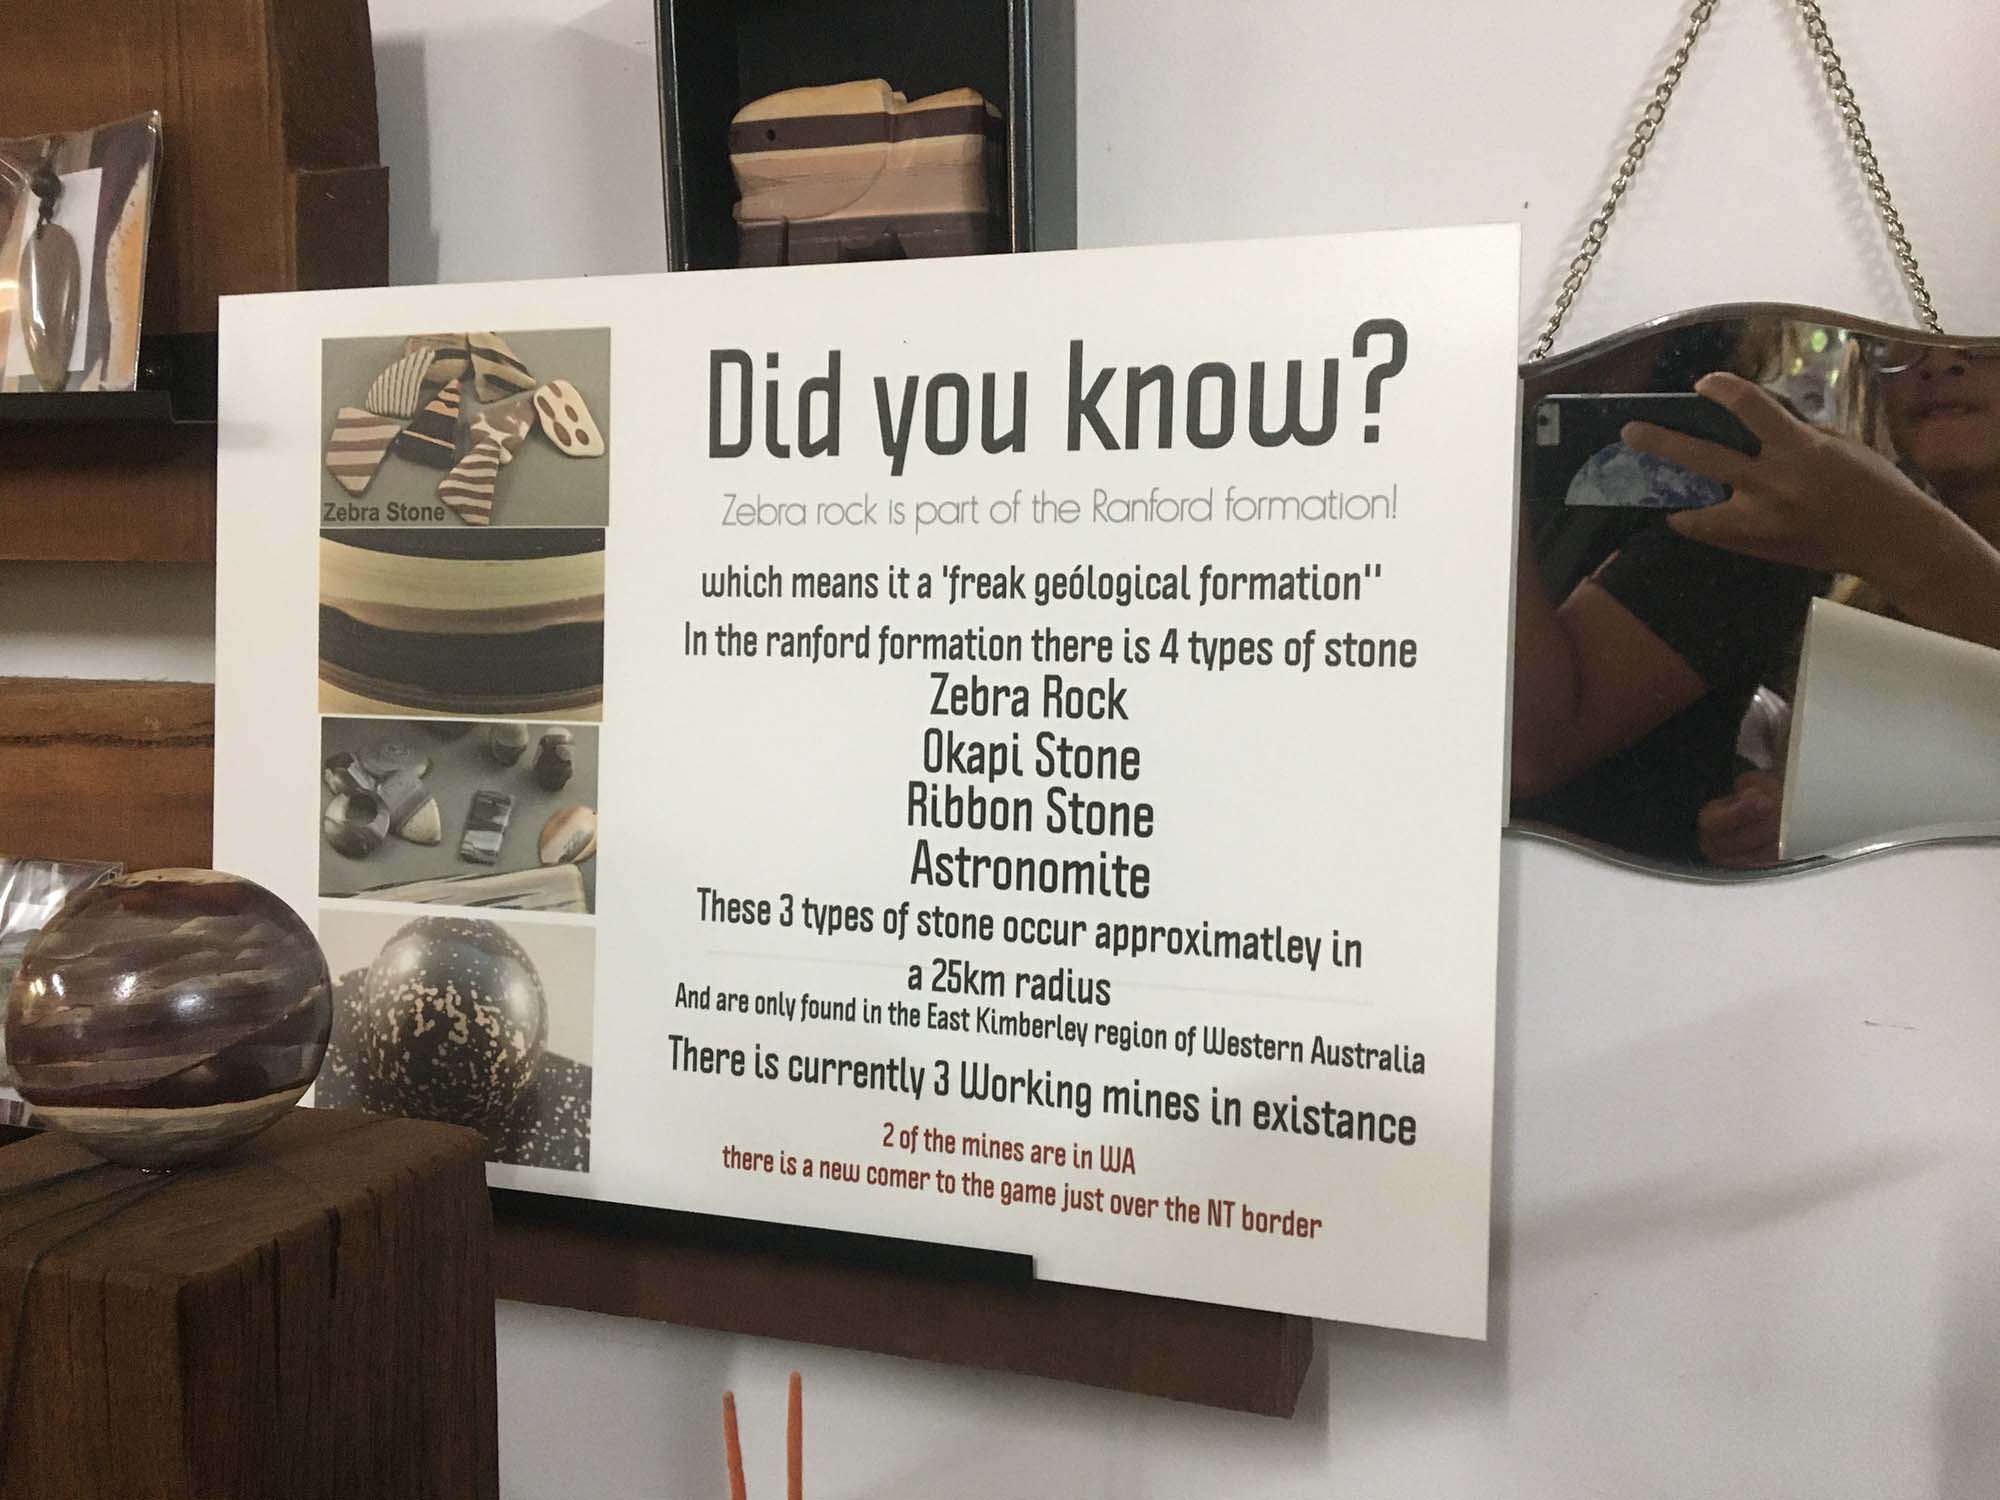 Did you know?
Zebra rock is part of the Ranford formation!
which means it a 'freak geólogical formation"
In the ranford formation there is 4 types of stone
Zebra Rock
Okapi Stone
Ribbon Stone
Astronomite
These 3 types of stone occur approximatley in
a 25km radius
And are only found in the East Kimberley region of Western Australia
There is currently 3 Working mines in existance
2 of the mines are in WA
there is a new comer to the game just over the NT border
Zebra Stone